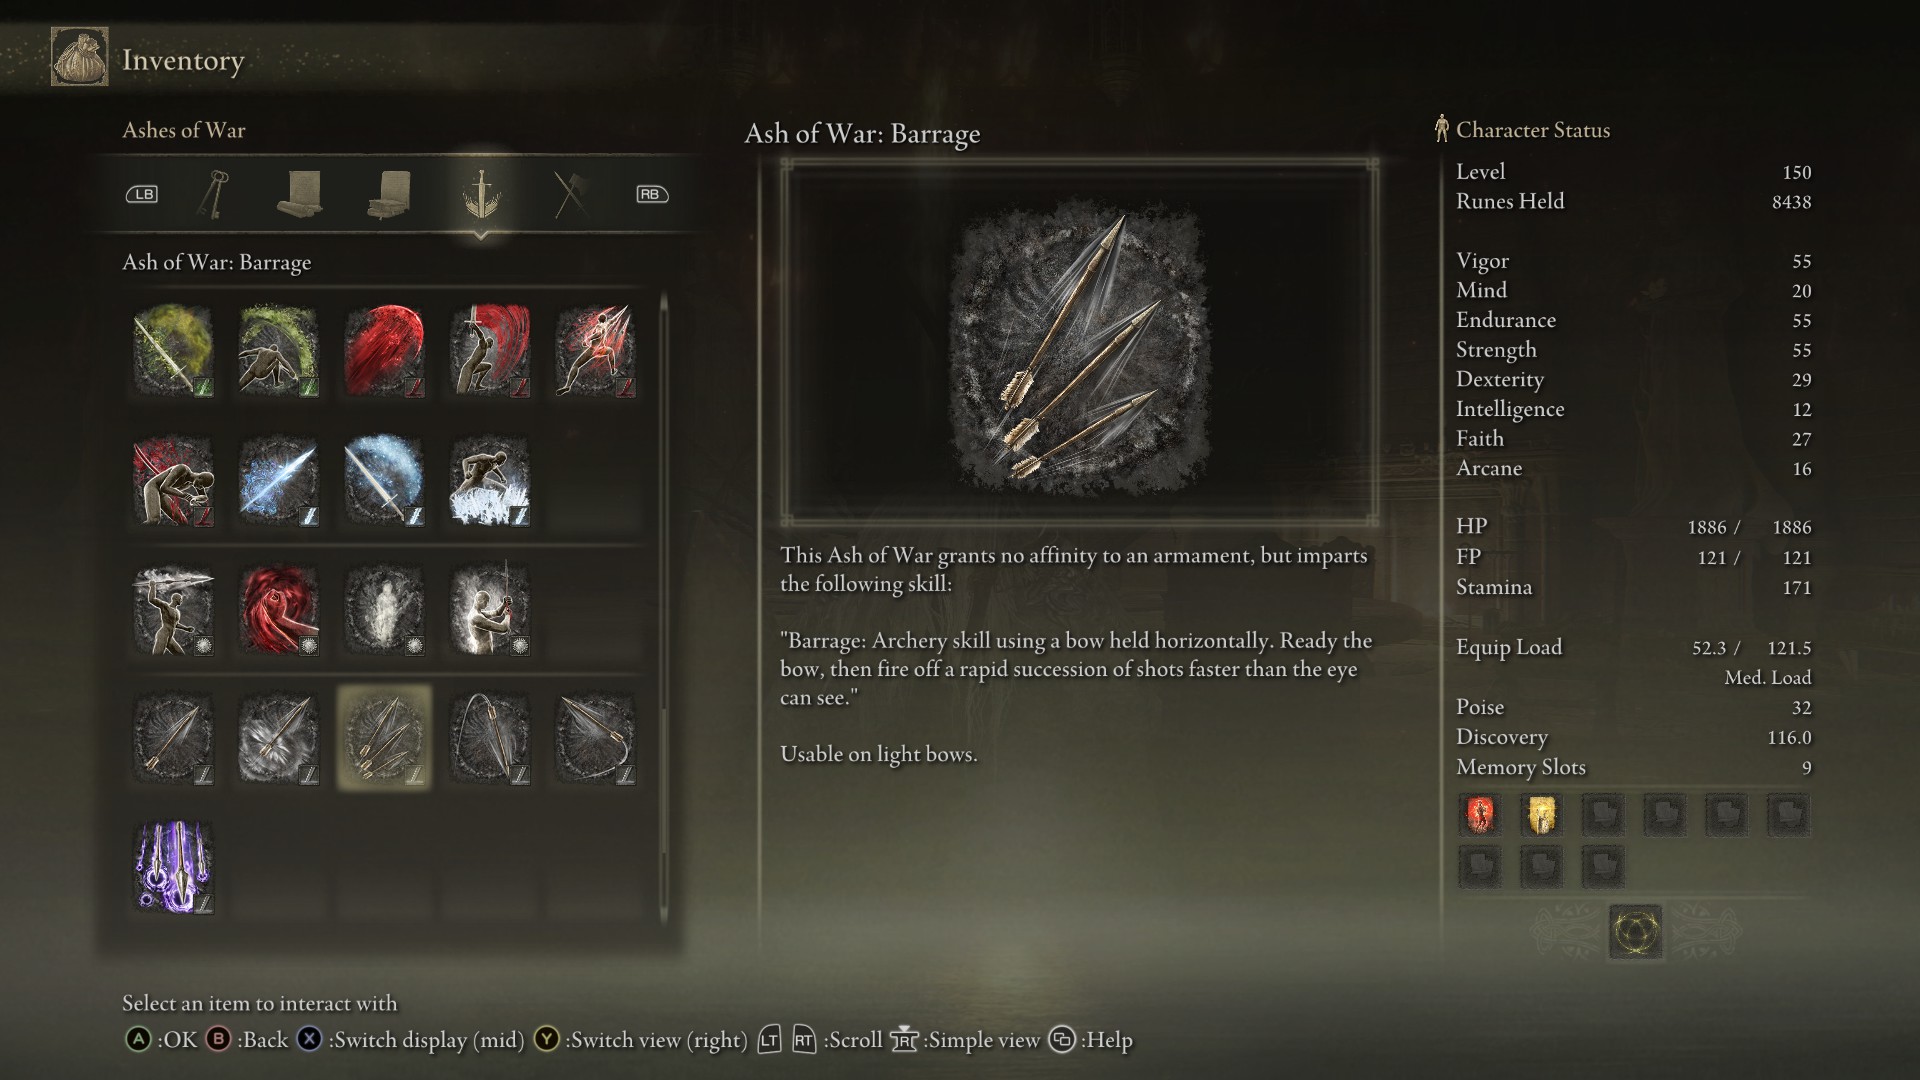 Inventory
Ashes of War
LB
RB
Ash of War: Barrage
Ash of War: Barrage
This Ash of War grants no affinity to an armament, but imparts
the following skill:
"Barrage: Archery skill using a bow held horizontally. Ready the
bow, then fire off a rapid succession of shots faster than the eye
can see."
Usable on light bows.
Character Status
Level 150
Runes Held 8438
Vigor 55
Mind 20
Endurance 55
Strength 55
Dexterity 29
Intelligence 12
Faith 27
Arcane 16
HP 1886 / 1886
FP 121 / 121
Stamina 171
Equip Load 52.3 / 121.5
Med. Load
Poise 32
Discovery 116.0
Memory Slots 9
Select an item to interact with
A :OK B :Back X :Switch display (mid) Y :Switch view (right) LT RT :Scroll R :Simple view :Help